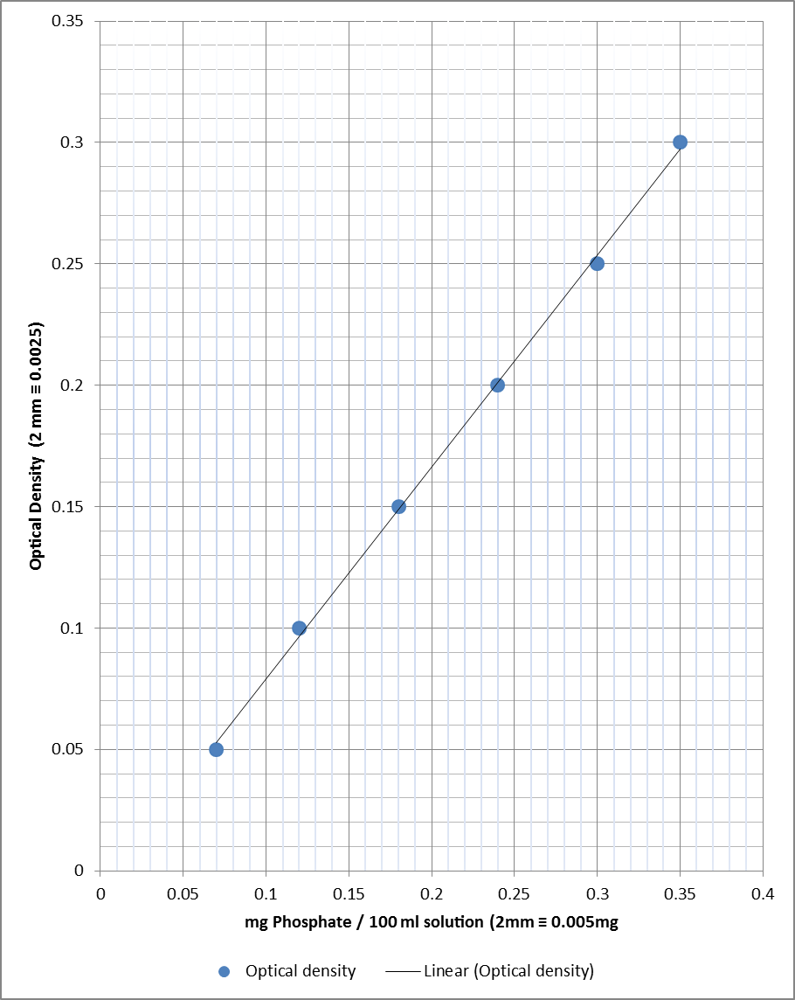 0.35
0.3
0.25
0.2
0.15
0.1
0.05
0
Optical Density (2 mm ≡ 0.0025)
0 0.05 0.1 0.15 0.2 0.25 0.3 0.35 0.4
mg Phosphate / 100 ml solution (2mm ≡ 0.005mg
Optical density Linear (Optical density)